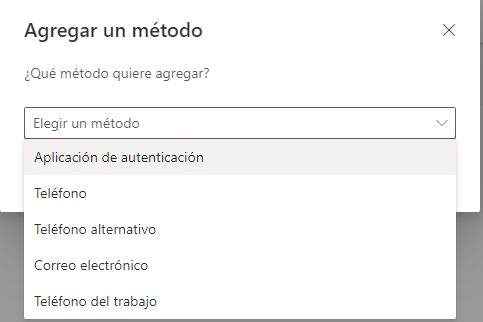 Agregar un método
¿Qué método quiere agregar?
Elegir un método
Aplicación de autenticación
Teléfono
Teléfono alternativo
Correo electrónico
Teléfono del trabajo